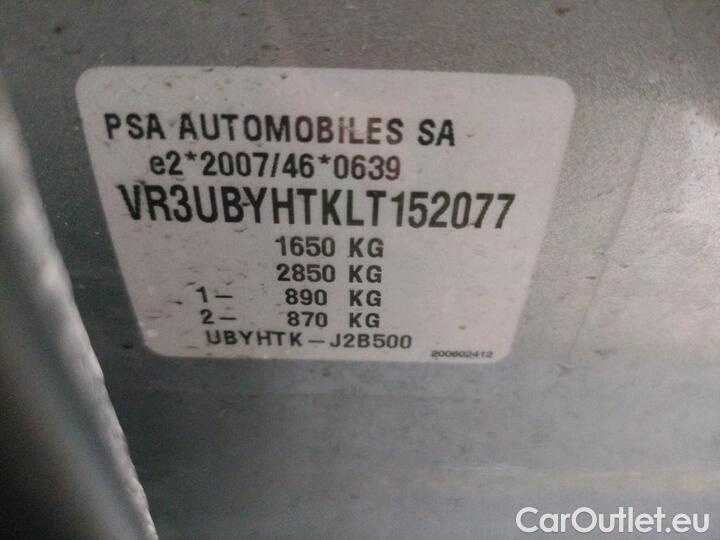 PSA AUTOMOBILES SA
e2*2007/46*0639
VR3UBYHTKLT152077
1650 KG
2850 KG
1- 890 KG
2- 870 KG
UBYHTK-J2B500
200602412
CarOutlet.eu